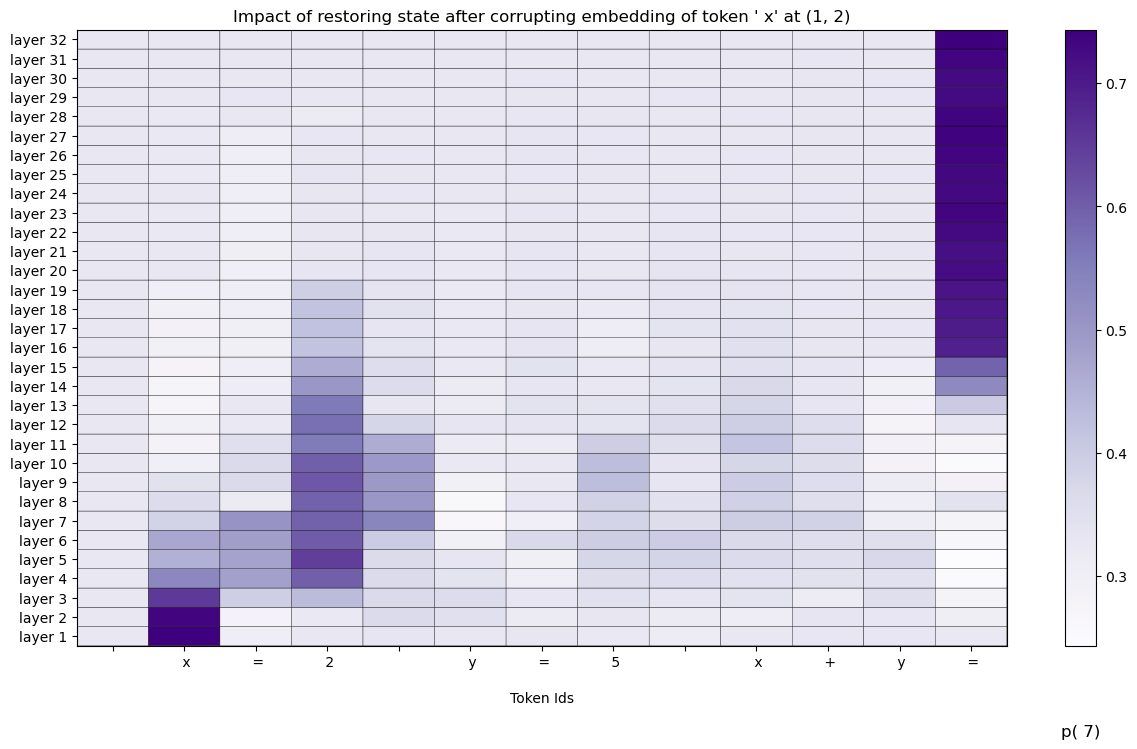 Impact of restoring state after corrupting embedding of token ' x' at (1, 2)
layer 32
layer 31
layer 30
layer 29
layer 28
layer 27
layer 26
layer 25
layer 24
layer 23
layer 22
layer 21
layer 20
layer 19
layer 18
layer 17
layer 16
layer 15
layer 14
layer 13
layer 12
layer 11
layer 10
layer 9
layer 8
layer 7
layer 6
layer 5
layer 4
layer 3
layer 2
layer 1
x = 2 y = 5 x + y =
Token Ids
0.7
0.6
0.5
0.4
0.3
p( 7)